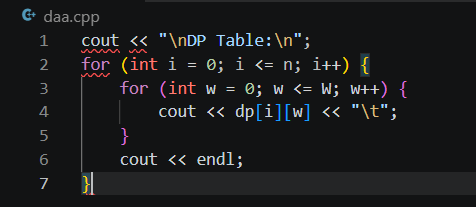 daa.cpp
1 cout << "\nDP Table:\n";
2 for (int i = 0; i <= n; i++) {
3     for (int w = 0; w <= W; w++) {
4         cout << dp[i][w] << "\t";
5     }
6     cout << endl;
7 }